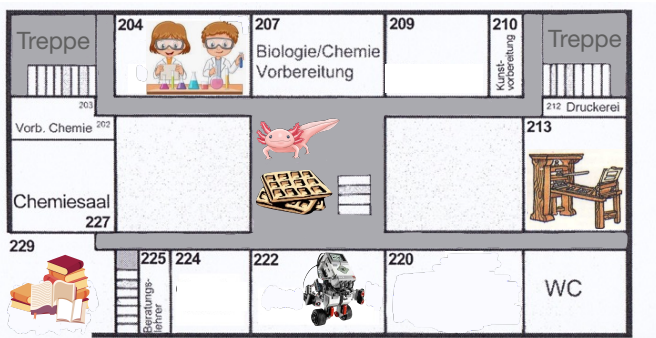 Treppe
204
207
209
210
Treppe
Biologie/Chemie
Vorbereitung
Kunst-
vorbereitung
203
212 Druckerei
Vorb. Chemie 202
213
Chemiesaal
227
229
225
224
222
220
Beratungs-
lehrer
WC